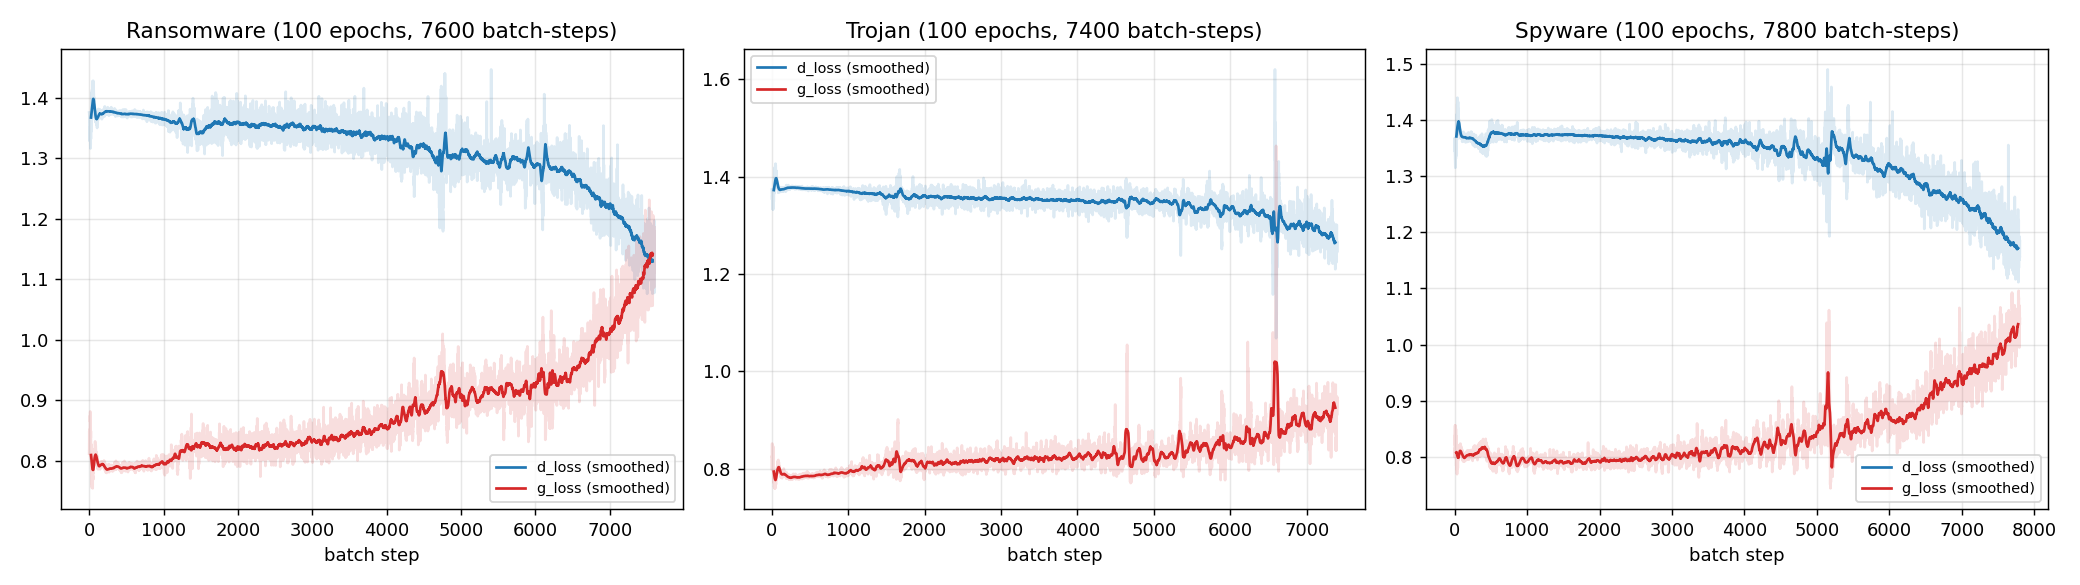 Ransomware (100 epochs, 7600 batch-steps)
1.4
1.3
1.2
1.1
1.0
0.9
0.8
d_loss (smoothed)
g_loss (smoothed)
0 1000 2000 3000 4000 5000 6000 7000
batch step
Trojan (100 epochs, 7400 batch-steps)
d_loss (smoothed)
g_loss (smoothed)
1.6
1.4
1.2
1.0
0.8
0 1000 2000 3000 4000 5000 6000 7000
batch step
Spyware (100 epochs, 7800 batch-steps)
1.5
1.4
1.3
1.2
1.1
1.0
0.9
0.8
d_loss (smoothed)
g_loss (smoothed)
0 1000 2000 3000 4000 5000 6000 7000 8000
batch step